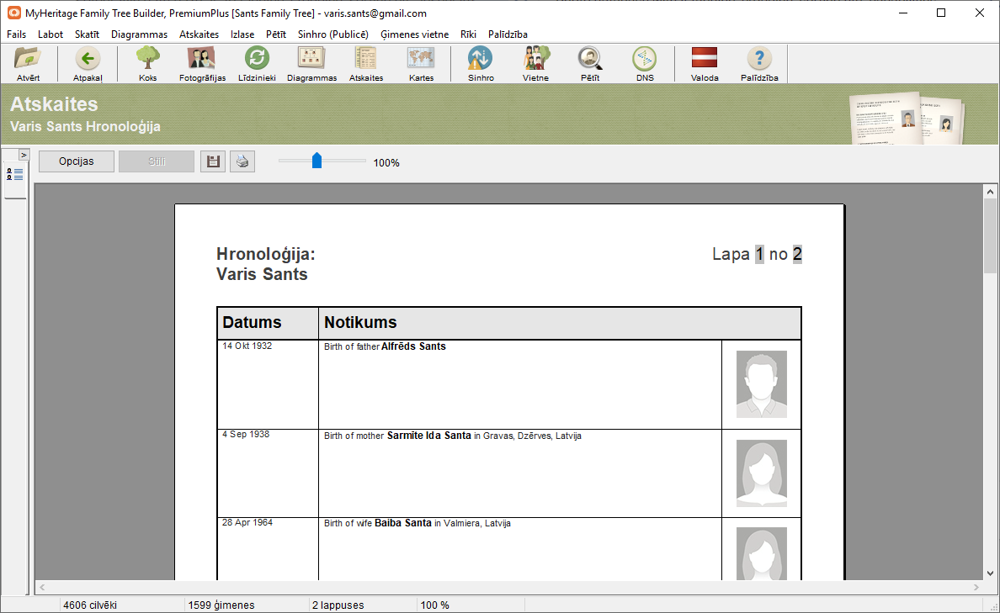 MyHeritage Family Tree Builder, PremiumPlus [Sants Family Tree] - varis.sants@gmail.com
Fails Labot Skatīt Diagrammas Atskaites Izlase Pētīt Sinhro (Publicē) Ģimenes vietne Rīki Palīdzība
Atvērt Atpakaļ Koks Fotogrāfijas Līdzinieki Diagrammas Atskaites Kartes Sinhro Vietne Pētīt DNS Valoda Palīdzība
Atskaites
Varis Sants Hronoloģija
>
Opcijas Stili 100%
Hronoloģija: Lapa 1 no 2
Varis Sants
Datums Notikums
14 Okt 1932 Birth of father Alfrēds Sants
4 Sep 1938 Birth of mother Sarmīte Ida Santa in Gravas, Dzērves, Latvija
28 Apr 1964 Birth of wife Baiba Santa in Valmiera, Latvija
4606 cilvēki 1599 ģimenes 2 lappuses 100 %